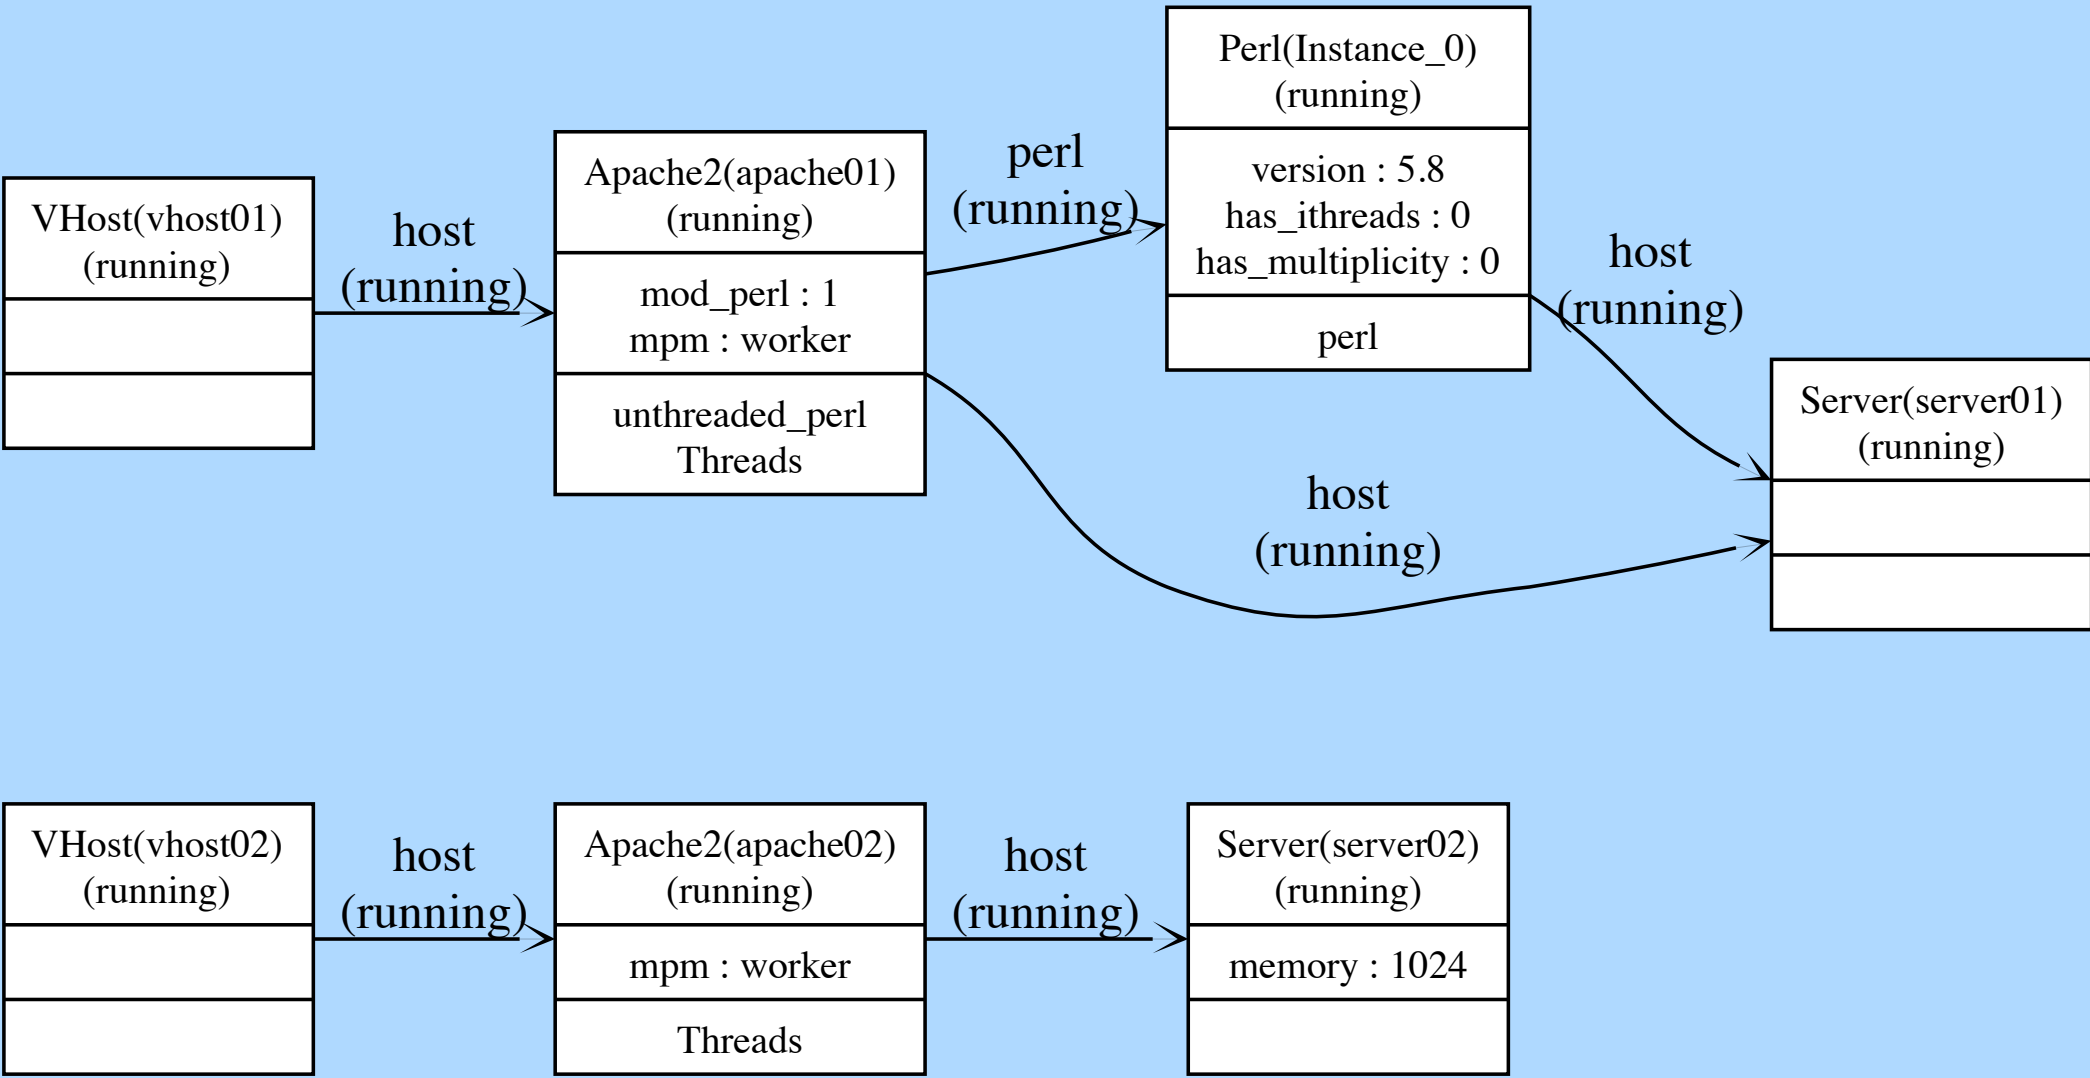 VHost(vhost01)
(running)
host
(running)
Apache2(apache01)
(running)
mod_perl : 1
mpm : worker
unthreaded_perl
Threads
perl
(running)
Perl(Instance_0)
(running)
version : 5.8
has_ithreads : 0
has_multiplicity : 0
perl
host
(running)
host
(running)
Server(server01)
(running)
VHost(vhost02)
(running)
host
(running)
Apache2(apache02)
(running)
mpm : worker
Threads
host
(running)
Server(server02)
(running)
memory : 1024